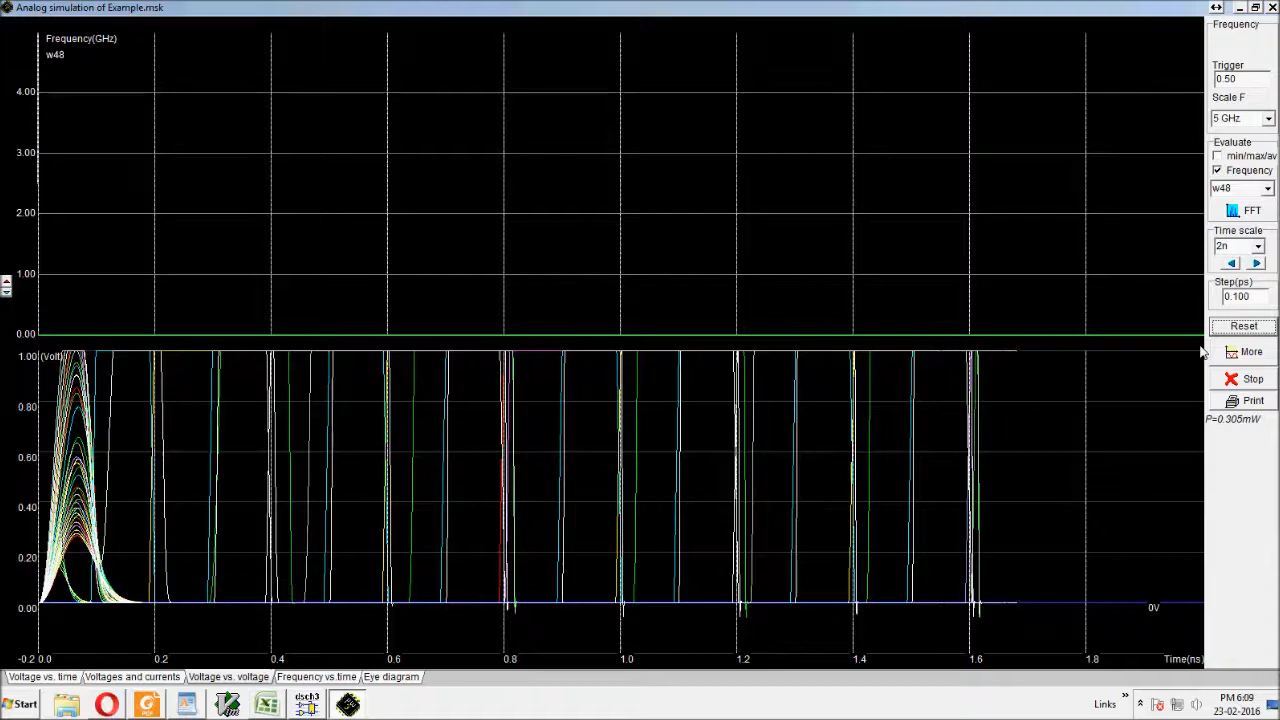 Analog simulation of Example.msk
Frequency(GHz)
w48
4.00
3.00
2.00
1.00
0.00
1.00 (Volt)
0.80
0.60
0.40
0.20
0.00
0V
-0.2 0.0 0.2 0.4 0.6 0.8 1.0 1.2 1.4 1.6 1.8 Time(ns)
Frequency
Trigger
0.50
Scale F
5 GHz
Evaluate
min/max/av
Frequency
w48
FFT
Time scale
2n
Step(ps)
0.100
Reset
More
Stop
Print
P=0.305mW
Voltage vs. time Voltages and currents Voltage vs. voltage Frequency vs.time Eye diagram
Start
dsch3
Links
PM 6:09
23-02-2016